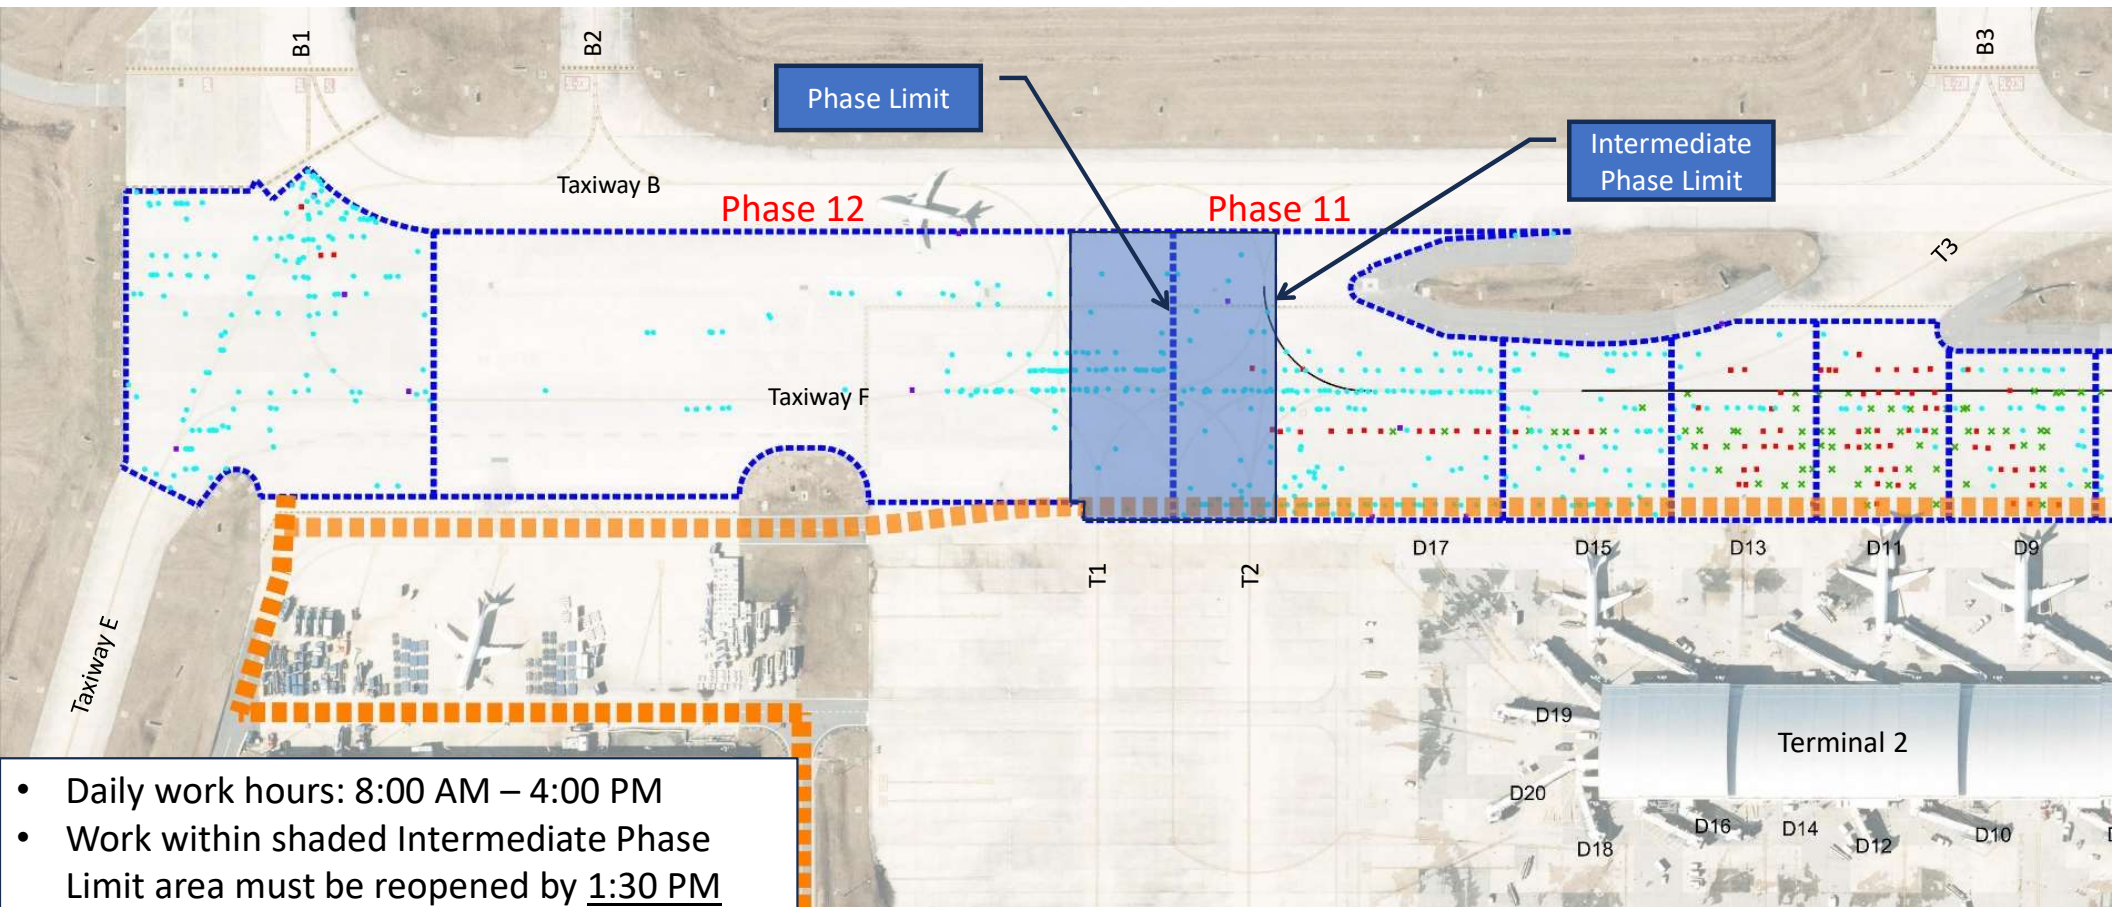 B1
B2
B3
Phase Limit
Intermediate
Phase Limit
Taxiway B
Phase 12
Phase 11
T3
Taxiway F
D17
D15
D13
D11
D9
T1
T2
Taxiway E
D19
Terminal 2
D20
D16
D14
D12
D10
D18
• Daily work hours: 8:00 AM – 4:00 PM
• Work within shaded Intermediate Phase
Limit area must be reopened by 1:30 PM